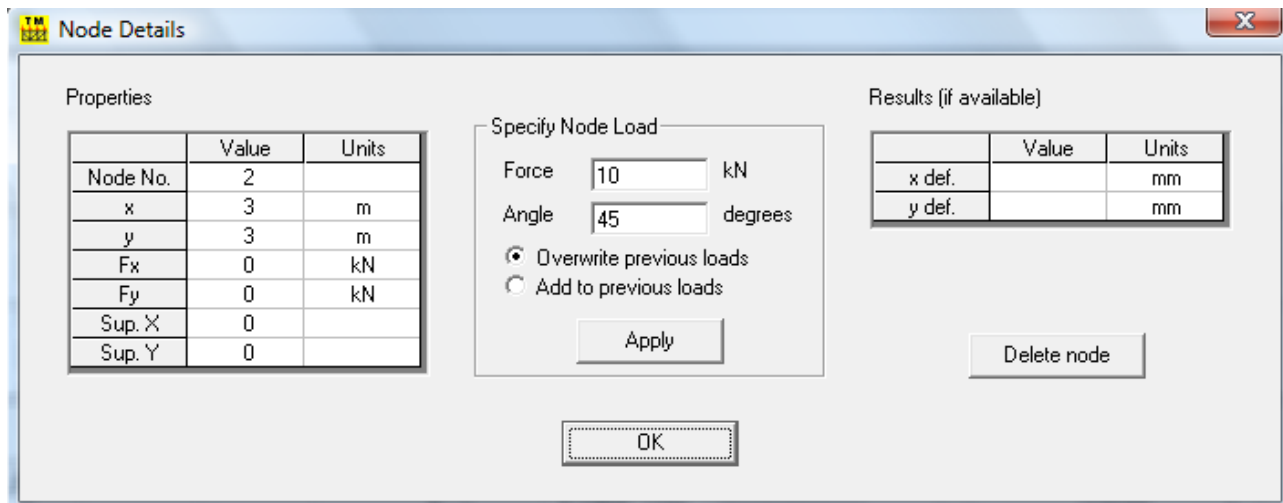 TM
Node Details
X
Properties
Value Units
Node No. 2
x 3 m
y 3 m
Fx 0 kN
Fy 0 kN
Sup. X 0
Sup. Y 0
Specify Node Load
Force 10 kN
Angle 45 degrees
Overwrite previous loads
Add to previous loads
Apply
Results (if available)
Value Units
x def. mm
y def. mm
Delete node
OK